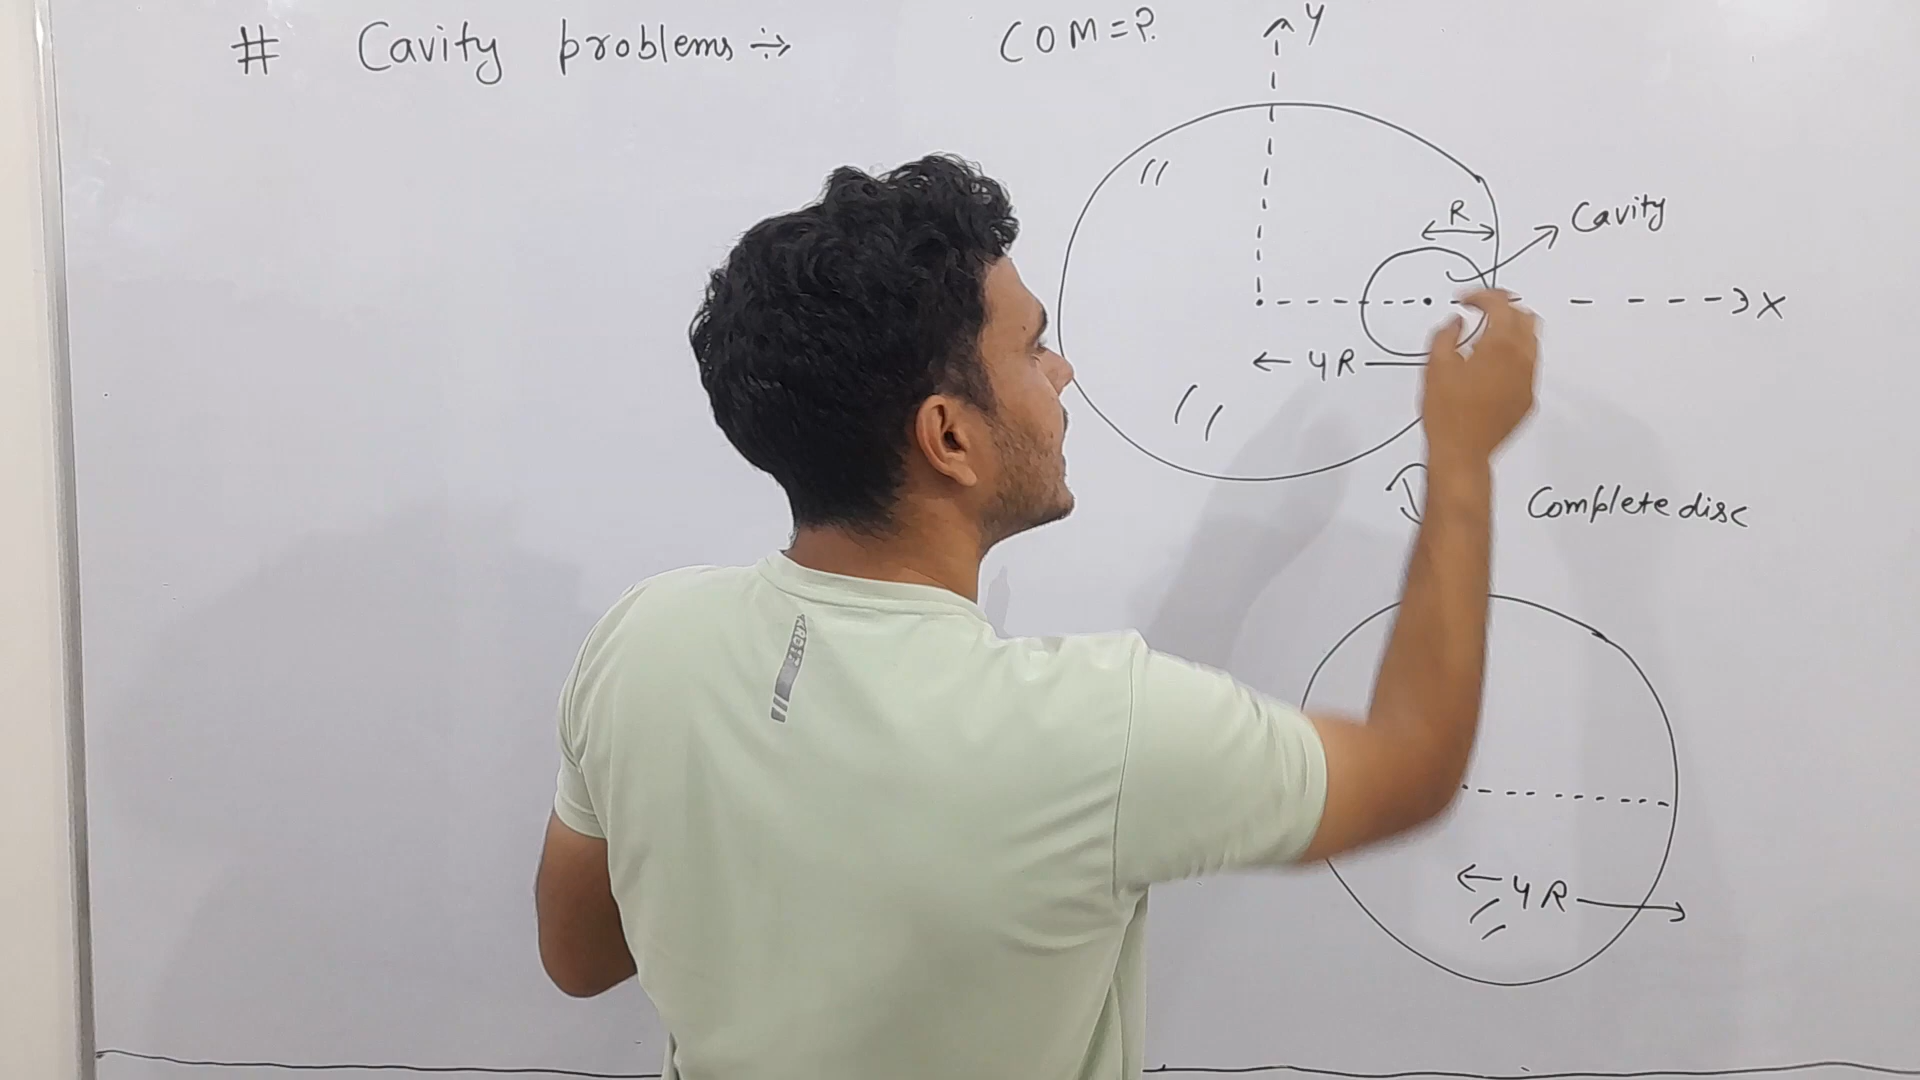 # Cavity problems ÷>
COM=?
Y
R
Cavity
X
4R
Complete disc
4R